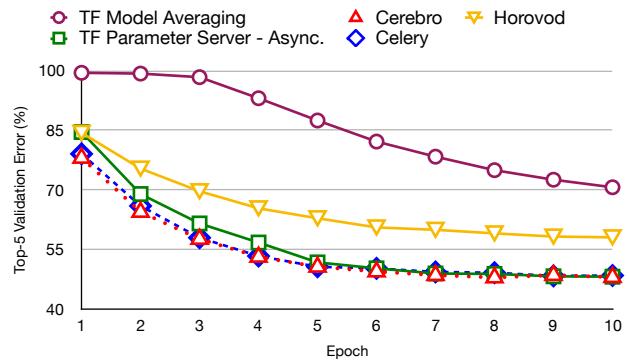 TF Model Averaging
Cerebro
Horovod
TF Parameter Server - Async.
Celery
Top-5 Validation Error (%)
100
85
70
55
40
1 2 3 4 5 6 7 8 9 10
Epoch